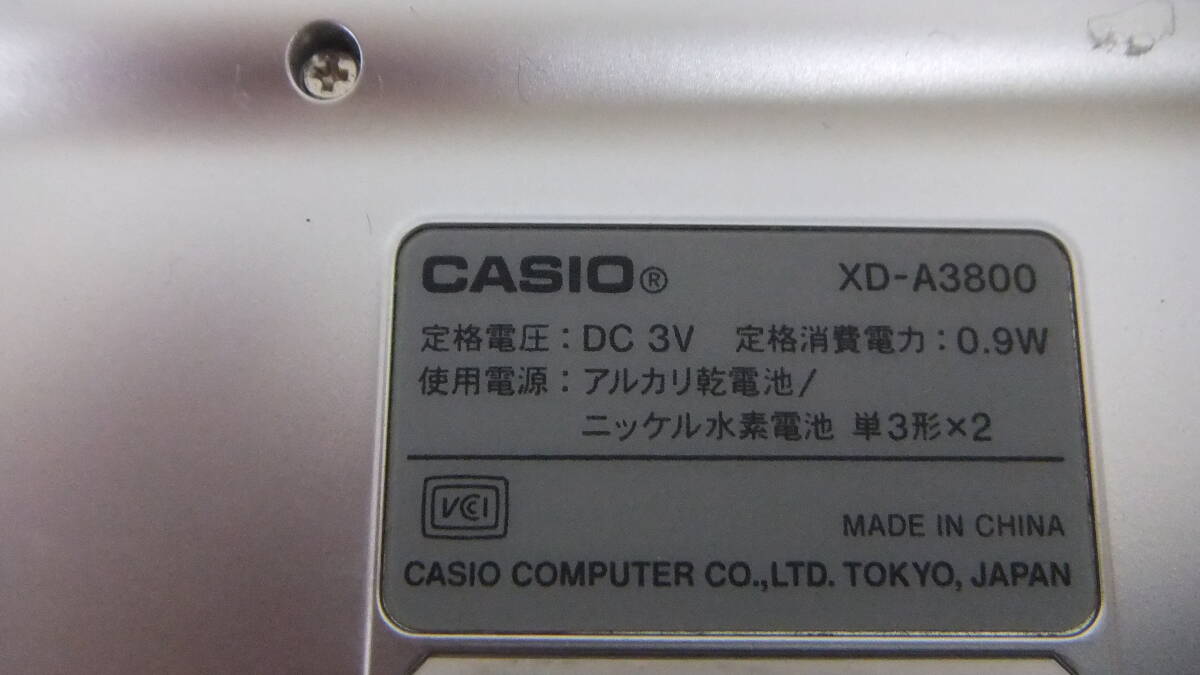 CASIO® XD-A3800
定格電圧：DC 3V 定格消費電力：0.9W
使用電源：アルカリ乾電池/
ニッケル水素電池 単3形×2
VCCI
MADE IN CHINA
CASIO COMPUTER CO.,LTD. TOKYO, JAPAN